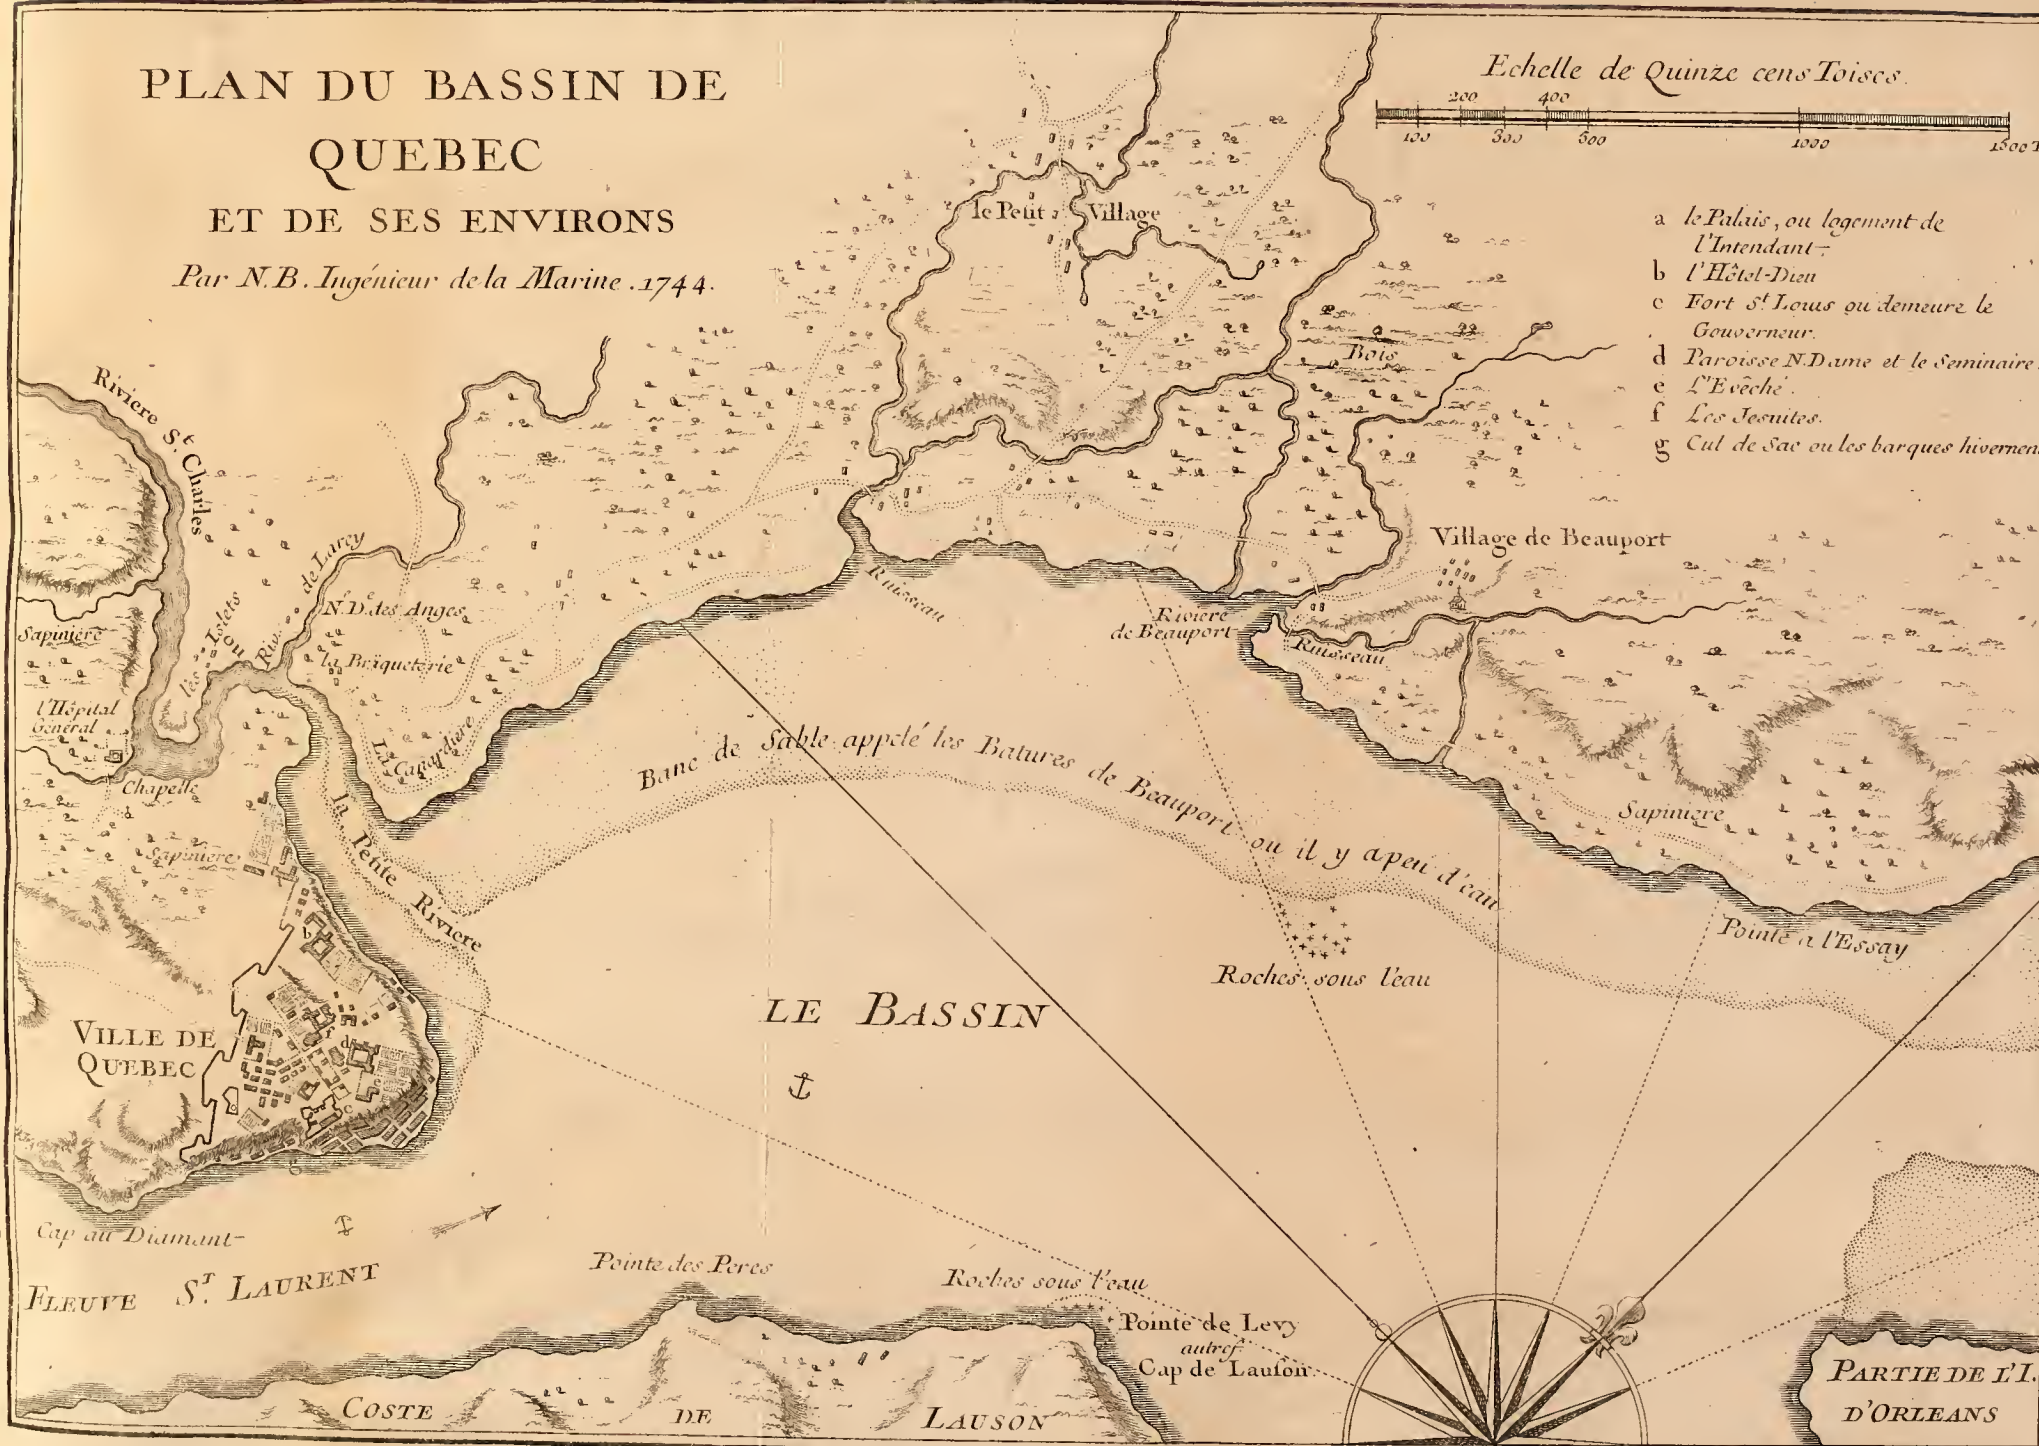 PLAN DU BASSIN DE
QUEBEC
ET DE SES ENVIRONS
Par N.B. Ingénieur de la Marine. 1744.
Echelle de Quinze cens Toises.
200 400
100 300 500 1000 1500 T
a le Palais, ou logement de
l'Intendant
b l'Hôtel-Dieu
c Fort St. Louis ou demeure le
Gouverneur.
d Paroisse N.Dame et le Seminaire.
e L'Evêché.
f Les Jesuites.
g Cul de Sac ou les barques hivernen
le Petit Village
Bois
Riviere St. Charles
Riv. de Larey
les Islets ou
N.D. des Anges
la Briqueterie
la Canardiere
Sapiniere
l'Hôpital
Général
Chapelle
Sapiniere
la Petite Riviere
Ruisseau
Village de Beauport
Riviere
de Beauport
Ruisseau
Sapiniere
Banc de Sable appelé les Batures de Beauport ou il y a peu d'eau
Roches sous l'eau
Pointe a l'Essay
LE BASSIN
VILLE DE
QUEBEC
b
f
d
e
c
g
Cap au Diamant
FLEUVE ST. LAURENT
Pointe des Peres
Roches sous l'eau
Pointe de Levy
autref.
Cap de Lauson
COSTE DE LAUSON
PARTIE DE L'I.
D'ORLEANS